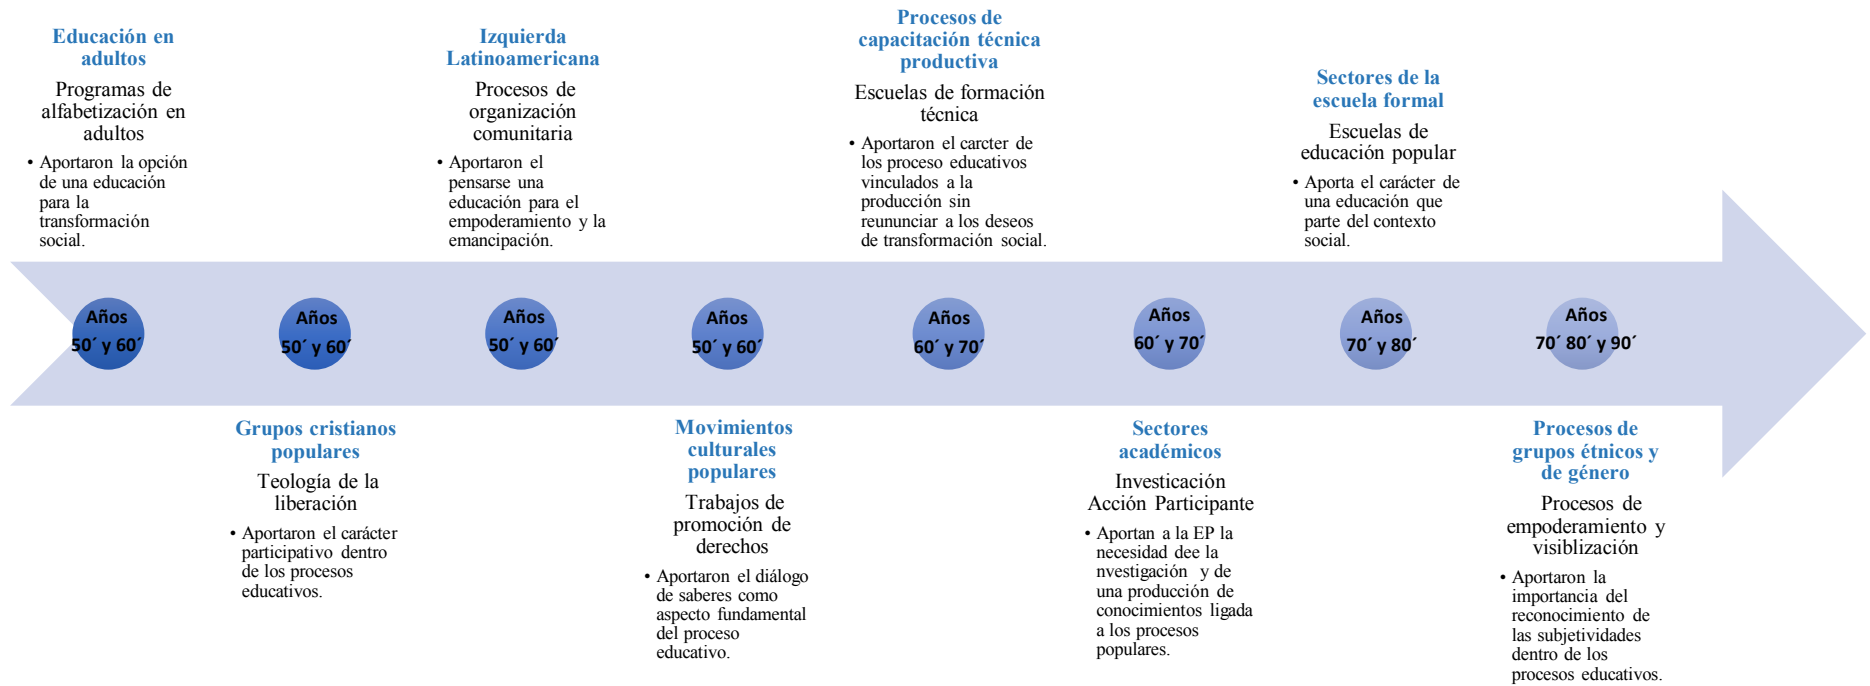 Educación en
adultos
Programas de
alfabetización en
adultos
• Aportaron la opción
de una educación
para la
transformación
social.
Izquierda
Latinoamericana
Procesos de
organización
comunitaria
• Aportaron el
pensarse una
educación para el
empoderamiento y la
emancipación.
Procesos de
capacitación técnica
productiva
Escuelas de formación
técnica
• Aportaron el carcter de
los proceso educativos
vinculados a la
producción sin
reununciar a los deseos
de transformación social.
Sectores de la
escuela formal
Escuelas de
educación popular
• Aporta el carácter de
una educación que
parte del contexto
social.
Años
50´ y 60´
Años
50´ y 60´
Años
50´ y 60´
Años
50´ y 60´
Años
60´ y 70´
Años
60´ y 70´
Años
70´ y 80´
Años
70´ 80´ y 90´
Grupos cristianos
populares
Teología de la
liberación
• Aportaron el carácter
participativo dentro
de los procesos
educativos.
Movimientos
culturales
populares
Trabajos de
promoción de
derechos
• Aportaron el diálogo
de saberes como
aspecto fundamental
del proceso
educativo.
Sectores
académicos
Investicación
Acción Participante
• Aportan a la EP la
necesidad dee la
nvestigación y de
una producción de
conocimientos ligada
a los procesos
populares.
Procesos de
grupos étnicos y
de género
Procesos de
empoderamiento y
visiblización
• Aportaron la
importancia del
reconocimiento de
las subjetividades
dentro de los
procesos educativos.